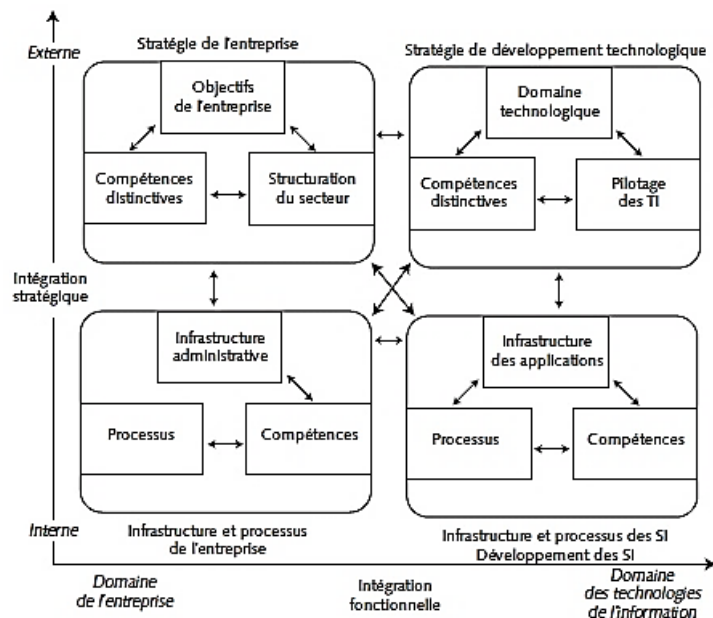 Externe
Stratégie de l'entreprise
Stratégie de développement technologique
Objectifs
de l'entreprise
Domaine
technologique
Compétences
distinctives
Structuration
du secteur
Compétences
distinctives
Pilotage
des TI
Intégration
stratégique
Infrastructure
administrative
Infrastructure
des applications
Processus
Compétences
Processus
Compétences
Interne
Infrastructure et processus
de l'entreprise
Infrastructure et processus des SI
Développement des SI
Domaine
de l'entreprise
Intégration
fonctionnelle
Domaine
des technologies
de l'information